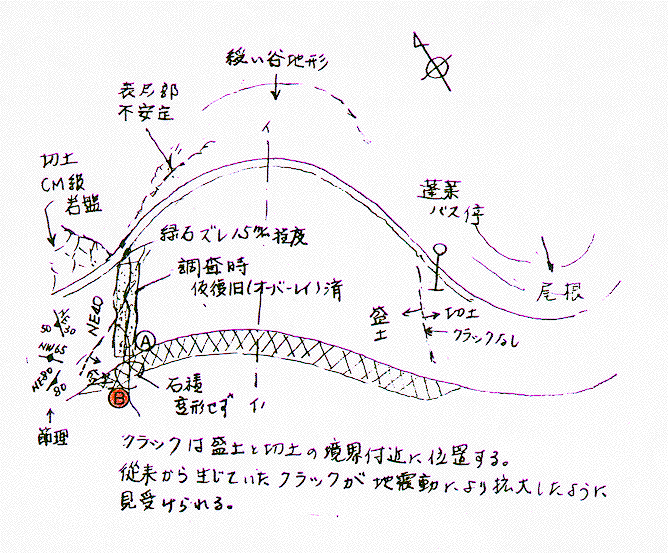 緩い谷地形
表層部
不安定
イ
切土
CM級
岩盤
蓬莱
バス停
縁石ズレ15%程度
尾根
調査時
仮復旧(オーバーレイ)済
NE40
盛土
切土
クラックなし
A
50
30
NW65
NE80
80
石積
変形せず
B
イ
節理
クラックは盛土と切土の境界付近に位置する。
従来から生じていたクラックが地震動により拡大したように
見受けられる。